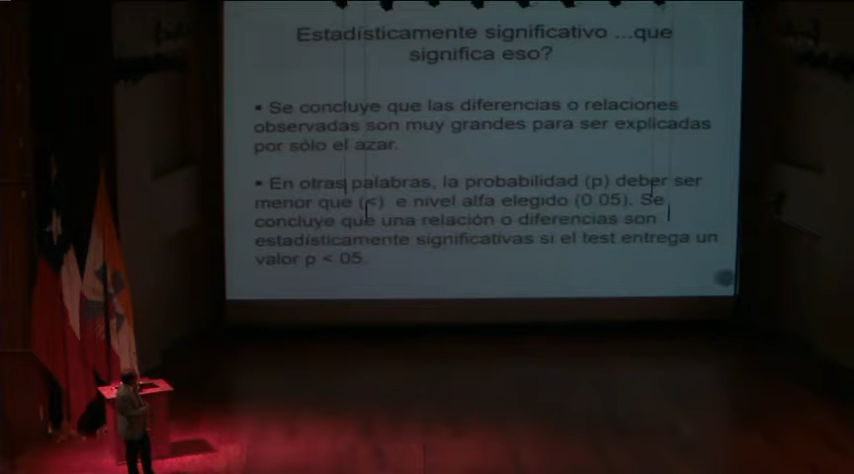 Estadísticamente significativo ...que
significa eso?
▪ Se concluye que las diferencias o relaciones
observadas son muy grandes para ser explicadas
por sólo el azar.
▪ En otras palabras, la probabilidad (p) deber ser
menor que (<) e nivel alfa elegido (0.05). Se
concluye que una relación o diferencias son
estadísticamente significativas si el test entrega un
valor p < 05.